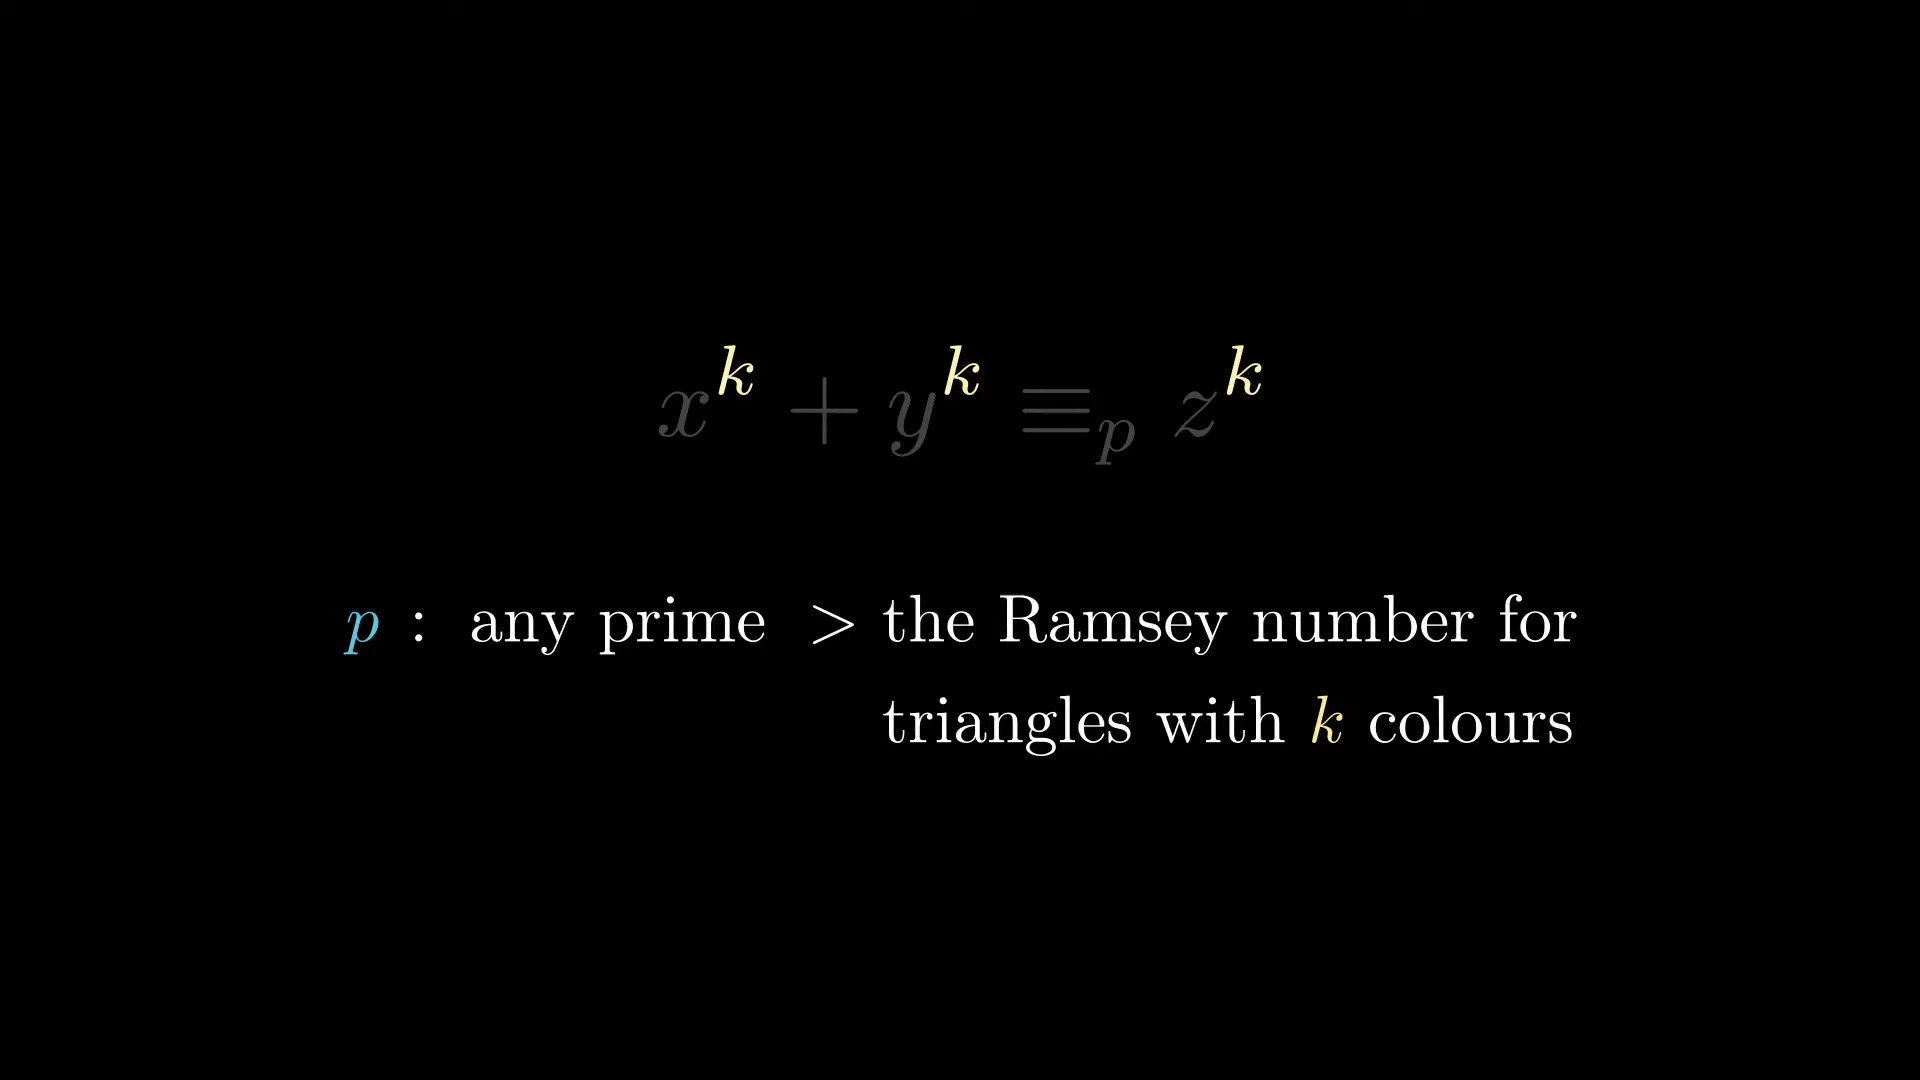 x^k + y^k ≡_p z^k
p : any prime > the Ramsey number for
triangles with k colours